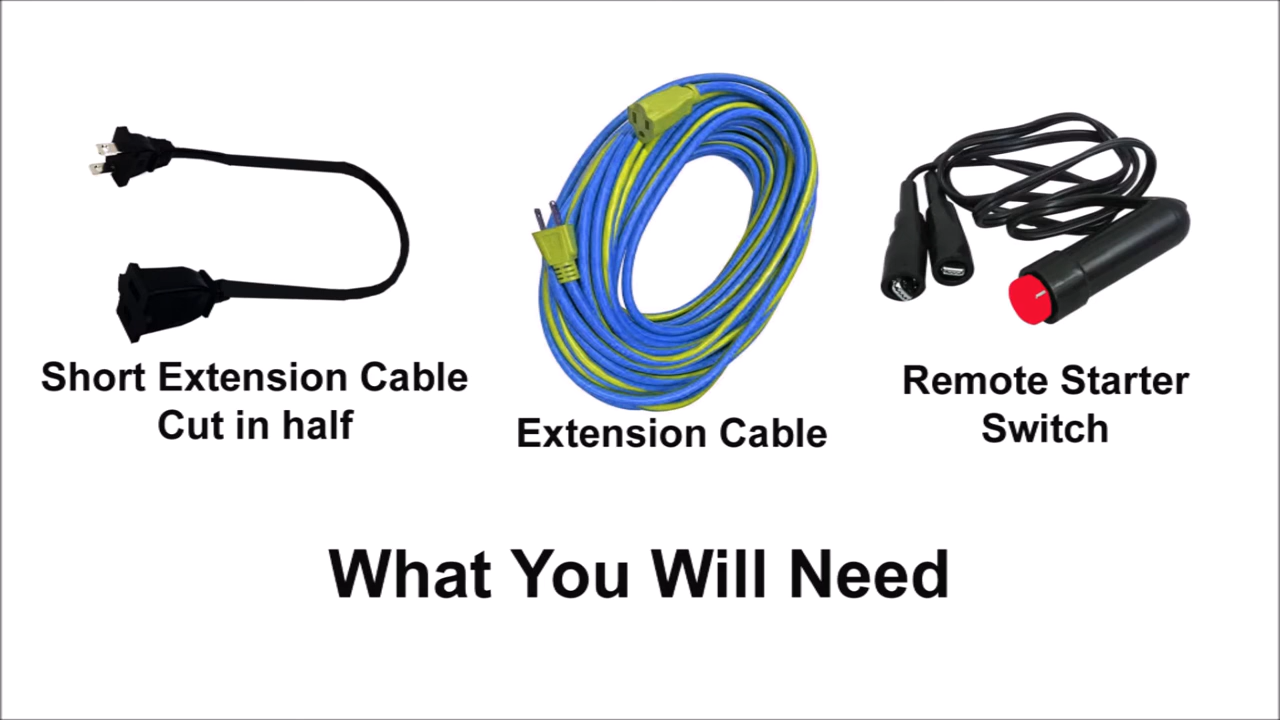 Short Extension Cable
Cut in half
Extension Cable
Remote Starter
Switch
What You Will Need